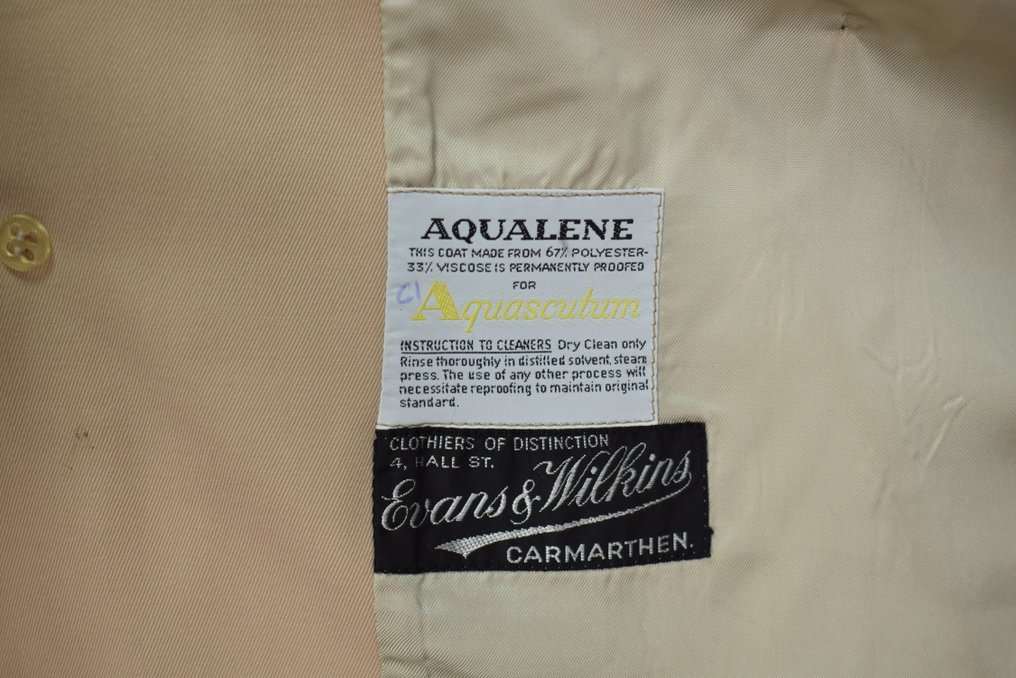 AQUALENE
THIS COAT MADE FROM 67% POLYESTER-
33% VISCOSE IS PERMANENTLY PROOFED
FOR
Aquascutum
INSTRUCTION TO CLEANERS Dry Clean only
Rinse thoroughly in distilled solvent, steam
press. The use of any other process will
necessitate reproofing to maintain original
standard.
CLOTHIERS OF DISTINCTION
4, HALL ST.
Evans & Wilkins
CARMARTHEN.